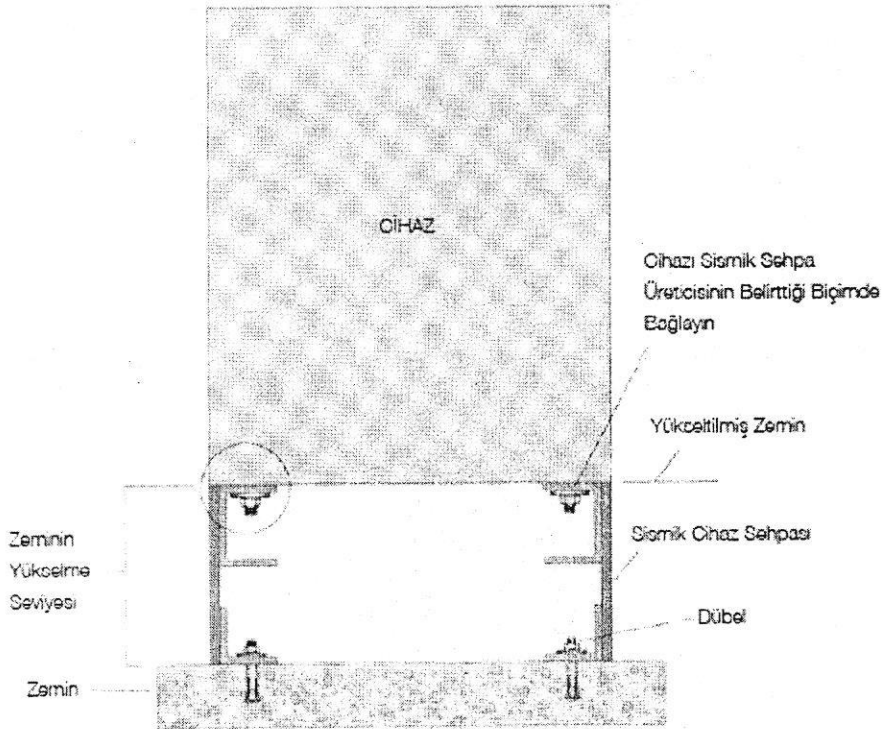 CİHAZ
Cihazı Sismik Sehpa
Üreticisinin Belirttiği Biçimde
Bağlayın
Yükseltilmiş Zemin
Zeminin
Yükselme
Seviyesi
Sismik Cihaz Sehpası
Dübel
Zemin